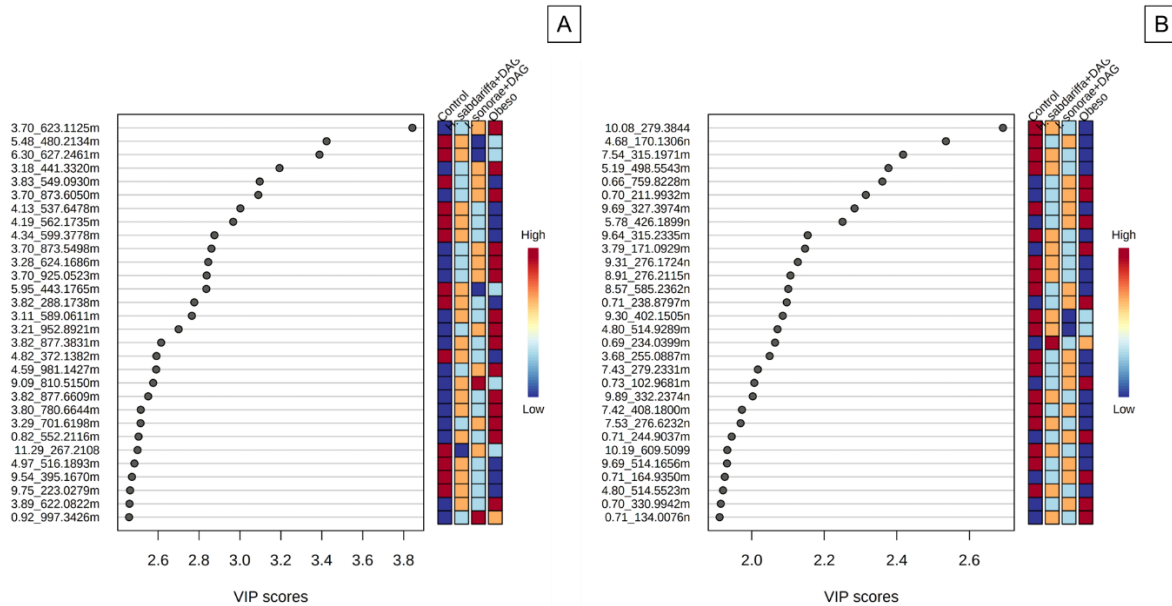 A
Control
sabdariffa+DAG
sonorae+DAG
Obeso
3.70_623.1125m
5.48_480.2134m
6.30_627.2461m
3.18_441.3320m
3.83_549.0930m
3.70_873.6050m
4.13_537.6478m
4.19_562.1735m
4.34_599.3778m
3.70_873.5498m
3.28_624.1686m
3.70_925.0523m
5.95_443.1765m
3.82_288.1738m
3.11_589.0611m
3.21_952.8921m
3.82_877.3831m
4.82_372.1382m
4.59_981.1427m
9.09_810.5150m
3.82_877.6609m
3.80_780.6644m
3.29_701.6198m
0.82_552.2116m
11.29_267.2108
4.97_516.1893m
9.54_395.1670m
9.75_223.0279m
3.89_622.0822m
0.92_997.3426m
High
Low
2.6 2.8 3.0 3.2 3.4 3.6 3.8
VIP scores
B
Control
sabdariffa+DAG
sonorae+DAG
Obeso
10.08_279.3844
4.68_170.1306n
7.54_315.1971m
5.19_498.5543m
0.66_759.8228m
0.70_211.9932m
9.69_327.3974m
5.78_426.1899n
9.64_315.2335m
3.79_171.0929m
9.31_276.1724n
8.91_276.2115n
8.57_585.2362n
0.71_238.8797m
9.30_402.1505n
4.80_514.9289m
0.69_234.0399m
3.68_255.0887m
7.43_279.2331m
0.73_102.9681m
9.89_332.2374n
7.42_408.1800m
7.53_276.6232n
0.71_244.9037m
10.19_609.5099
9.69_514.1656m
0.71_164.9350m
4.80_514.5523m
0.70_330.9942m
0.71_134.0076n
High
Low
2.0 2.2 2.4 2.6
VIP scores